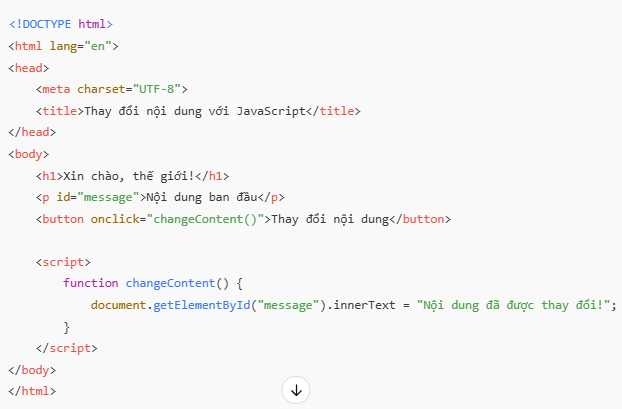 <!DOCTYPE html>
<html lang="en">
<head>
    <meta charset="UTF-8">
    <title>Thay đổi nội dung với JavaScript</title>
</head>
<body>
    <h1>Xin chào, thế giới!</h1>
    <p id="message">Nội dung ban đầu</p>
    <button onclick="changeContent()">Thay đổi nội dung</button>

    <script>
        function changeContent() {
            document.getElementById("message").innerText = "Nội dung đã được thay đổi!";
        }
    </script>
</body>
</html>